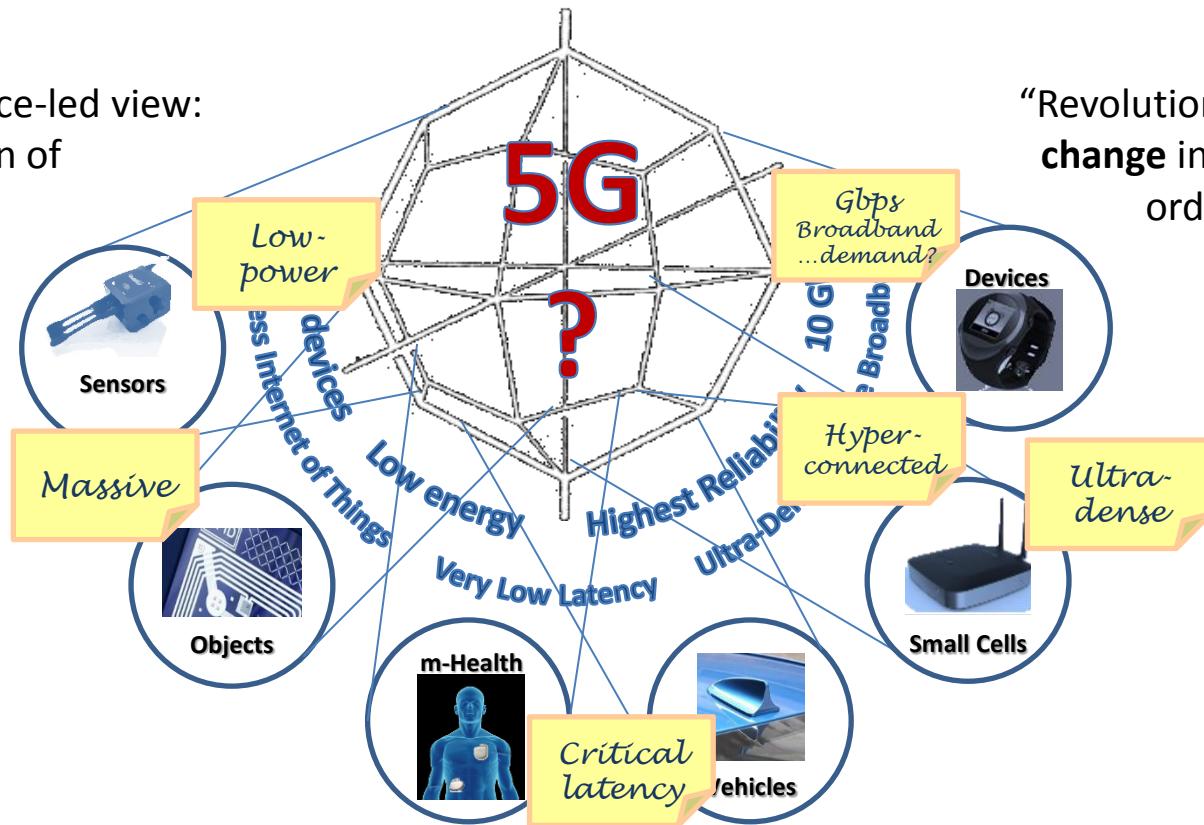 ce-led view:
n of
"Revolution
change in
ord
5G
?
Low-
power
Gbps
Broadband
...demand?
Sensors
Devices
devices
ess Internet of Things
Low energy
Very Low Latency
Highest Reliability
Ultra-De
e Broadb
10 G
Massive
Hyper-
connected
Ultra-
dense
Objects
Small Cells
m-Health
Critical
latency
Vehicles